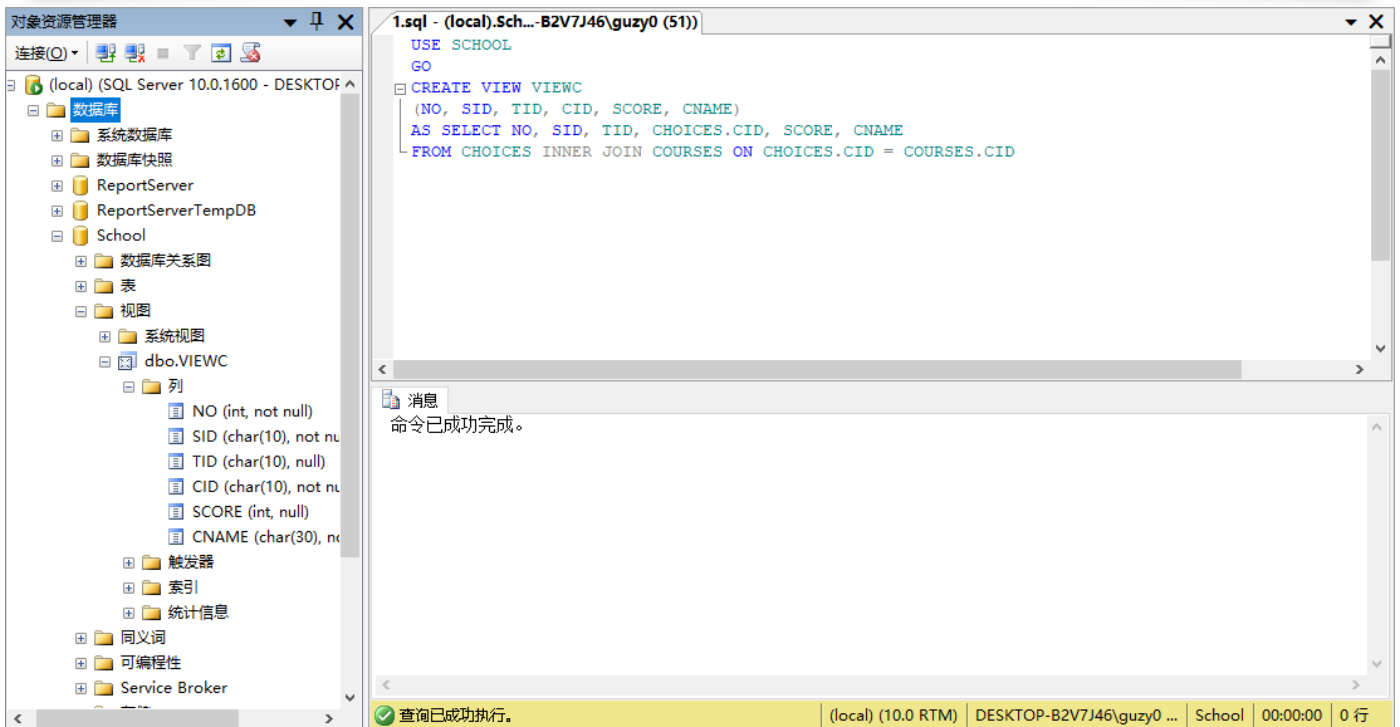 对象资源管理器
连接(O)
(local) (SQL Server 10.0.1600 - DESKTOP
数据库
系统数据库
数据库快照
ReportServer
ReportServerTempDB
School
数据库关系图
表
视图
系统视图
dbo.VIEWC
列
NO (int, not null)
SID (char(10), not nu
TID (char(10), null)
CID (char(10), not nu
SCORE (int, null)
CNAME (char(30), no
触发器
索引
统计信息
同义词
可编程性
Service Broker
1.sql - (local).Sch...-B2V7J46\guzy0 (51))
USE SCHOOL
GO
CREATE VIEW VIEWC
(NO, SID, TID, CID, SCORE, CNAME)
AS SELECT NO, SID, TID, CHOICES.CID, SCORE, CNAME
FROM CHOICES INNER JOIN COURSES ON CHOICES.CID = COURSES.CID
消息
命令已成功完成。
查询已成功执行。
(local) (10.0 RTM)
DESKTOP-B2V7J46\guzy0 ...
School
00:00:00
0 行